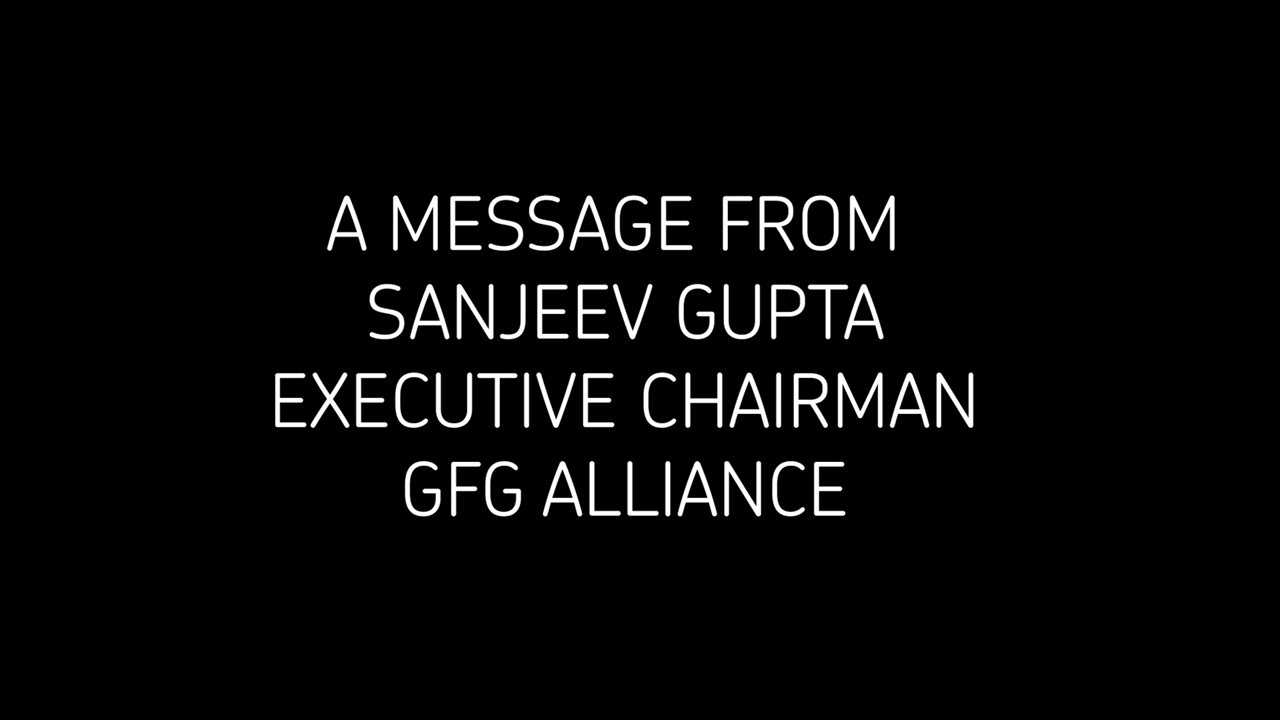 A MESSAGE FROM
SANJEEV GUPTA
EXECUTIVE CHAIRMAN
GFG ALLIANCE